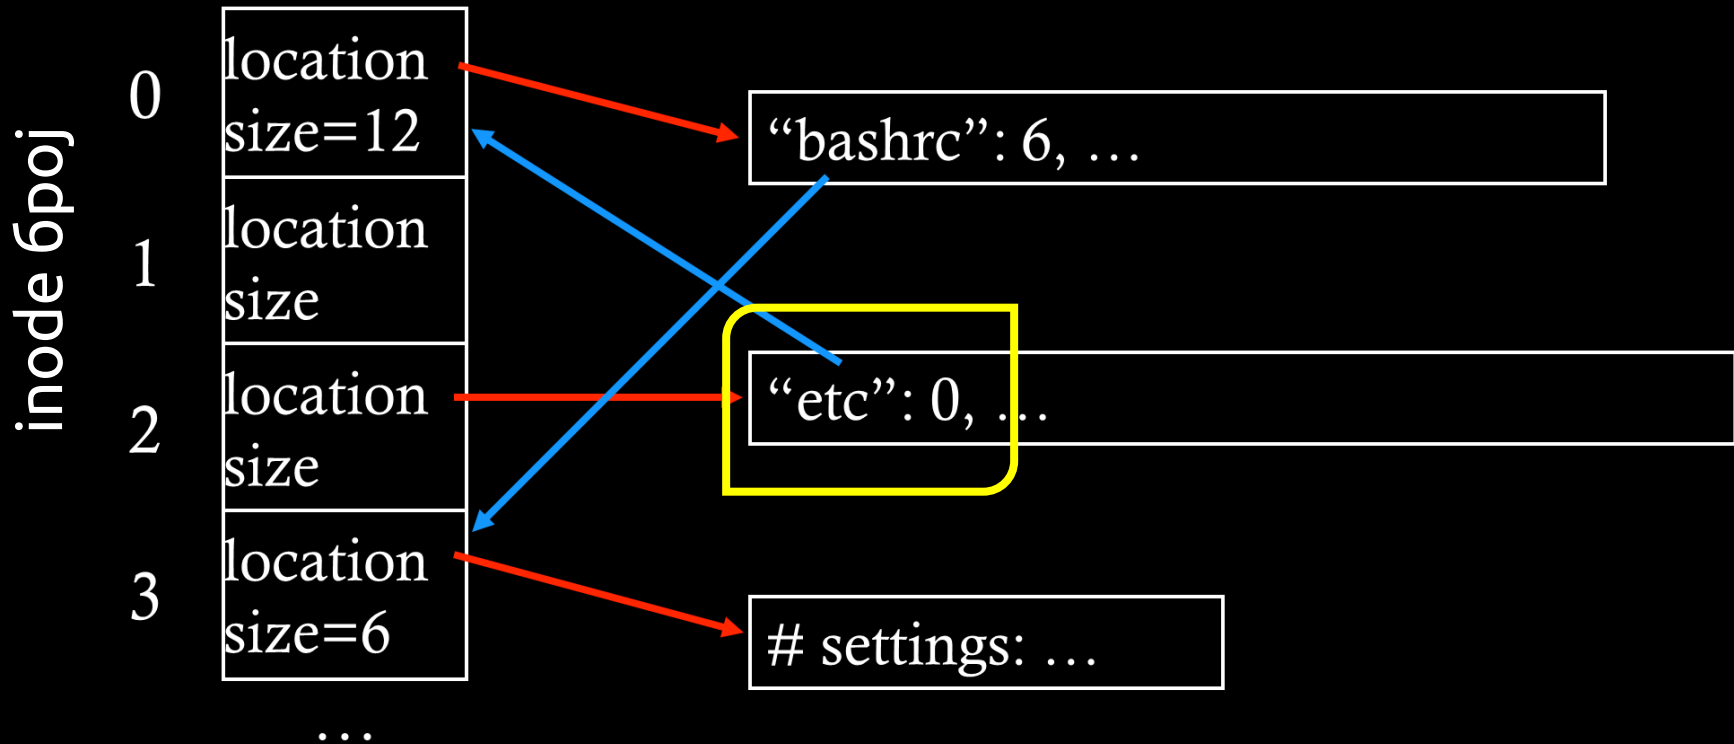 inode 6poj
0
location
size=12
1
location
size
2
location
size
3
location
size=6
…
“bashrc”: 6, …
“etc”: 0, …
# settings: …